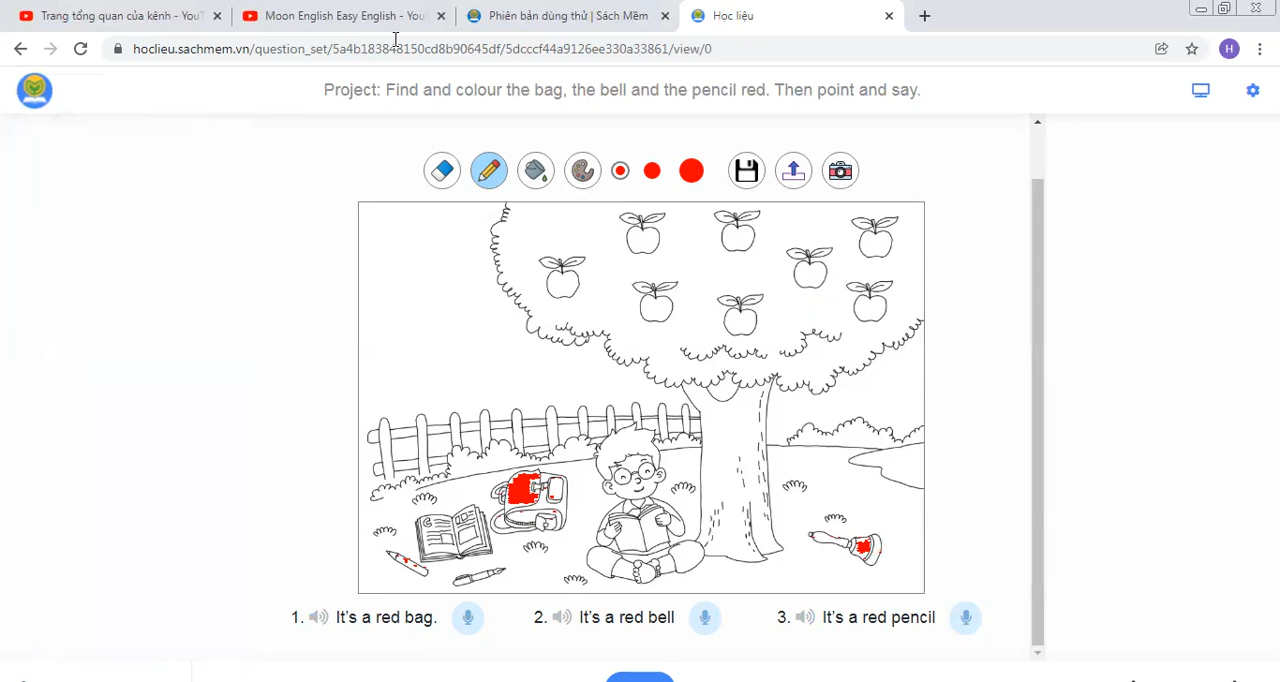 Trang tổng quan của kênh - YouT
Moon English Easy English - YouT
Phiên bản dùng thử | Sách Mềm
Học liệu
hoclieu.sachmem.vn/question_set/5a4b183848150cd8b90645df/5dcccf44a9126ee330a33861/view/0
H
Project: Find and colour the bag, the bell and the pencil red. Then point and say.
1. It's a red bag.
2. It's a red bell
3. It's a red pencil